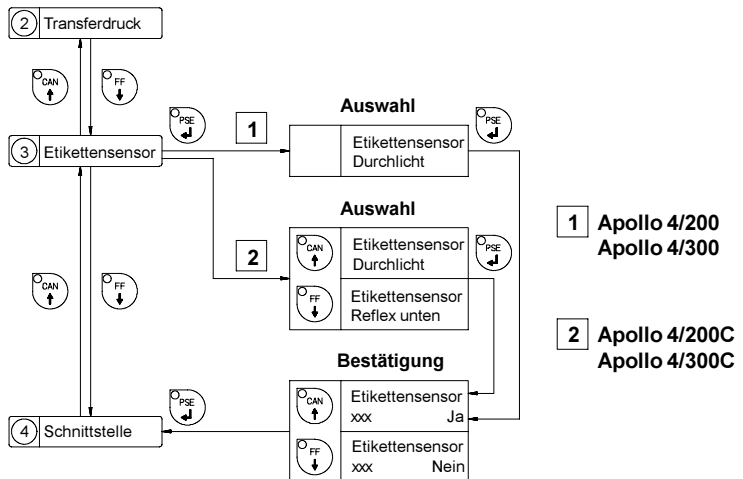 2 Transferdruck
CAN FF
PSE
1
Auswahl
PSE
3 Etikettensensor
Etikettensensor
Durchlicht
Auswahl
2
CAN
Etikettensensor
Durchlicht
PSE
FF
Etikettensensor
Reflex unten
1 Apollo 4/200
Apollo 4/300
CAN FF
2 Apollo 4/200C
Apollo 4/300C
Bestätigung
PSE
CAN
Etikettensensor
xxx Ja
4 Schnittstelle
FF
Etikettensensor
xxx Nein